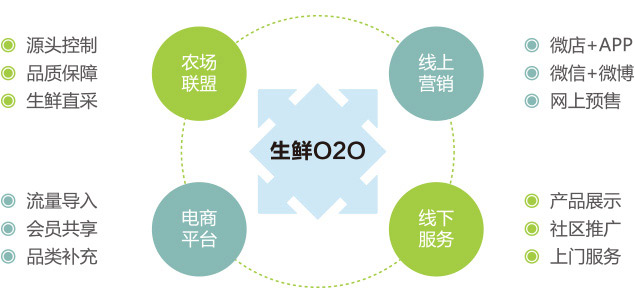 源头控制
品质保障
生鲜直采
农场
联盟
线上
营销
微店+APP
微信+微博
网上预售
生鲜O2O
流量导入
会员共享
品类补充
电商
平台
线下
服务
产品展示
社区推广
上门服务